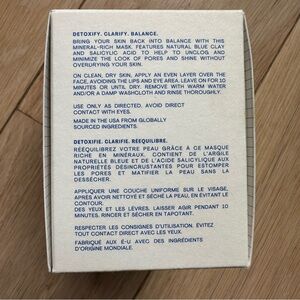 DETOXIFY. CLARIFY. BALANCE.
BRING YOUR SKIN BACK INTO BALANCE WITH THIS
MINERAL-RICH MASK. FEATURES NATURAL BLUE CLAY
AND SALICYLIC ACID TO HELP TO UNCLOG AND
MINIMIZE THE LOOK OF PORES AND SHINE WITHOUT
OVERDRYING YOUR SKIN.
ON CLEAN, DRY SKIN, APPLY AN EVEN LAYER OVER THE
FACE, AVOIDING THE LIPS AND EYE AREA. LEAVE ON FOR 10
MINUTES OR UNTIL DRY. REMOVE WITH WARM WATER
AND/OR A DAMP WASHCLOTH AND RINSE THOROUGHLY.
USE ONLY AS DIRECTED, AVOID DIRECT
CONTACT WITH EYES.
MADE IN THE USA FROM GLOBALLY
SOURCED INGREDIENTS.
DETOXIFIE. CLARIFIE. RÉÉQUILIBRE.
RÉÉQUILIBREZ VOTRE PEAU GRÂCE À CE MASQUE
RICHE EN MINÉRAUX, CONTIENT DE L'ARGILE
NATURELLE BLEUE ET DE L'ACIDE SALICYLIQUE AUX
PROPRIÉTÉS DÉSINCRUSTANTES POUR ESTOMPER
LES PORES ET MATIFIER LA PEAU SANS LA
DESSÉCHER.
APPLIQUER UNE COUCHE UNIFORME SUR LE VISAGE,
APRÈS AVOIR NETTOYÉ ET SÉCHÉ LA PEAU, EN ÉVITANT LE
CONTOUR.
DES YEUX ET LES LÈVRES. LAISSER AGIR PENDANT 10
MINUTES, RINCER ET SÉCHER EN TAPOTANT.
RESPECTER LES CONSIGNES D'UTILISATION. ÉVITEZ
TOUT CONTACT DIRECT AVEC LES YEUX.
FABRIQUÉ AUX É-U AVEC DES INGRÉDIENTS
D'ORIGINE MONDIALE.